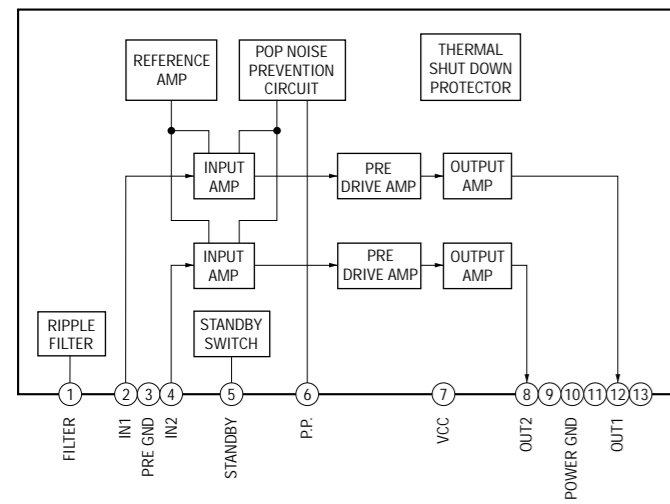 REFERENCE
AMP
POP NOISE
PREVENTION
CIRCUIT
THERMAL
SHUT DOWN
PROTECTOR
INPUT
AMP
PRE
DRIVE AMP
OUTPUT
AMP
INPUT
AMP
PRE
DRIVE AMP
OUTPUT
AMP
RIPPLE
FILTER
STANDBY
SWITCH
1
2
3
4
5
6
7
8
9
10
11
12
13
FILTER
IN1
PRE GND
IN2
STANDBY
P.P.
VCC
OUT2
POWER GND
OUT1